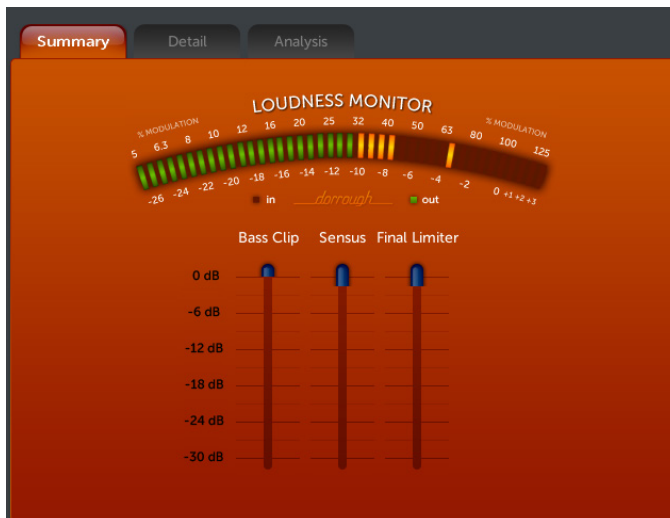 Summary Detail Analysis
LOUDNESS MONITOR
% MODULATION % MODULATION
5 6.3 8 10 12 16 20 25 32 40 50 63 80 100 125
-26 -24 -22 -20 -18 -16 -14 -12 -10 -8 -6 -4 -2 0 +1 +2 +3
in dorrough out
Bass Clip Sensus Final Limiter
0 dB
-6 dB
-12 dB
-18 dB
-24 dB
-30 dB